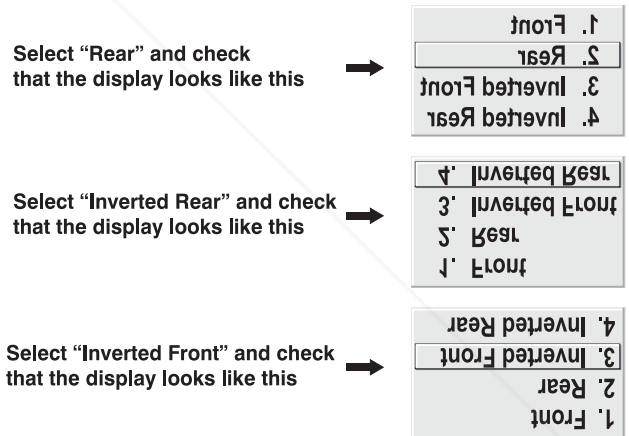 Select “Rear” and check
that the display looks like this
1. Front
2. Rear
3. Inverted Front
4. Inverted Rear
Select “Inverted Rear” and check
that the display looks like this
4. Inverted Rear
3. Inverted Front
2. Rear
1. Front
Select “Inverted Front” and check
that the display looks like this
4. Inverted Rear
3. Invreted Front
2. Rear
1. Front